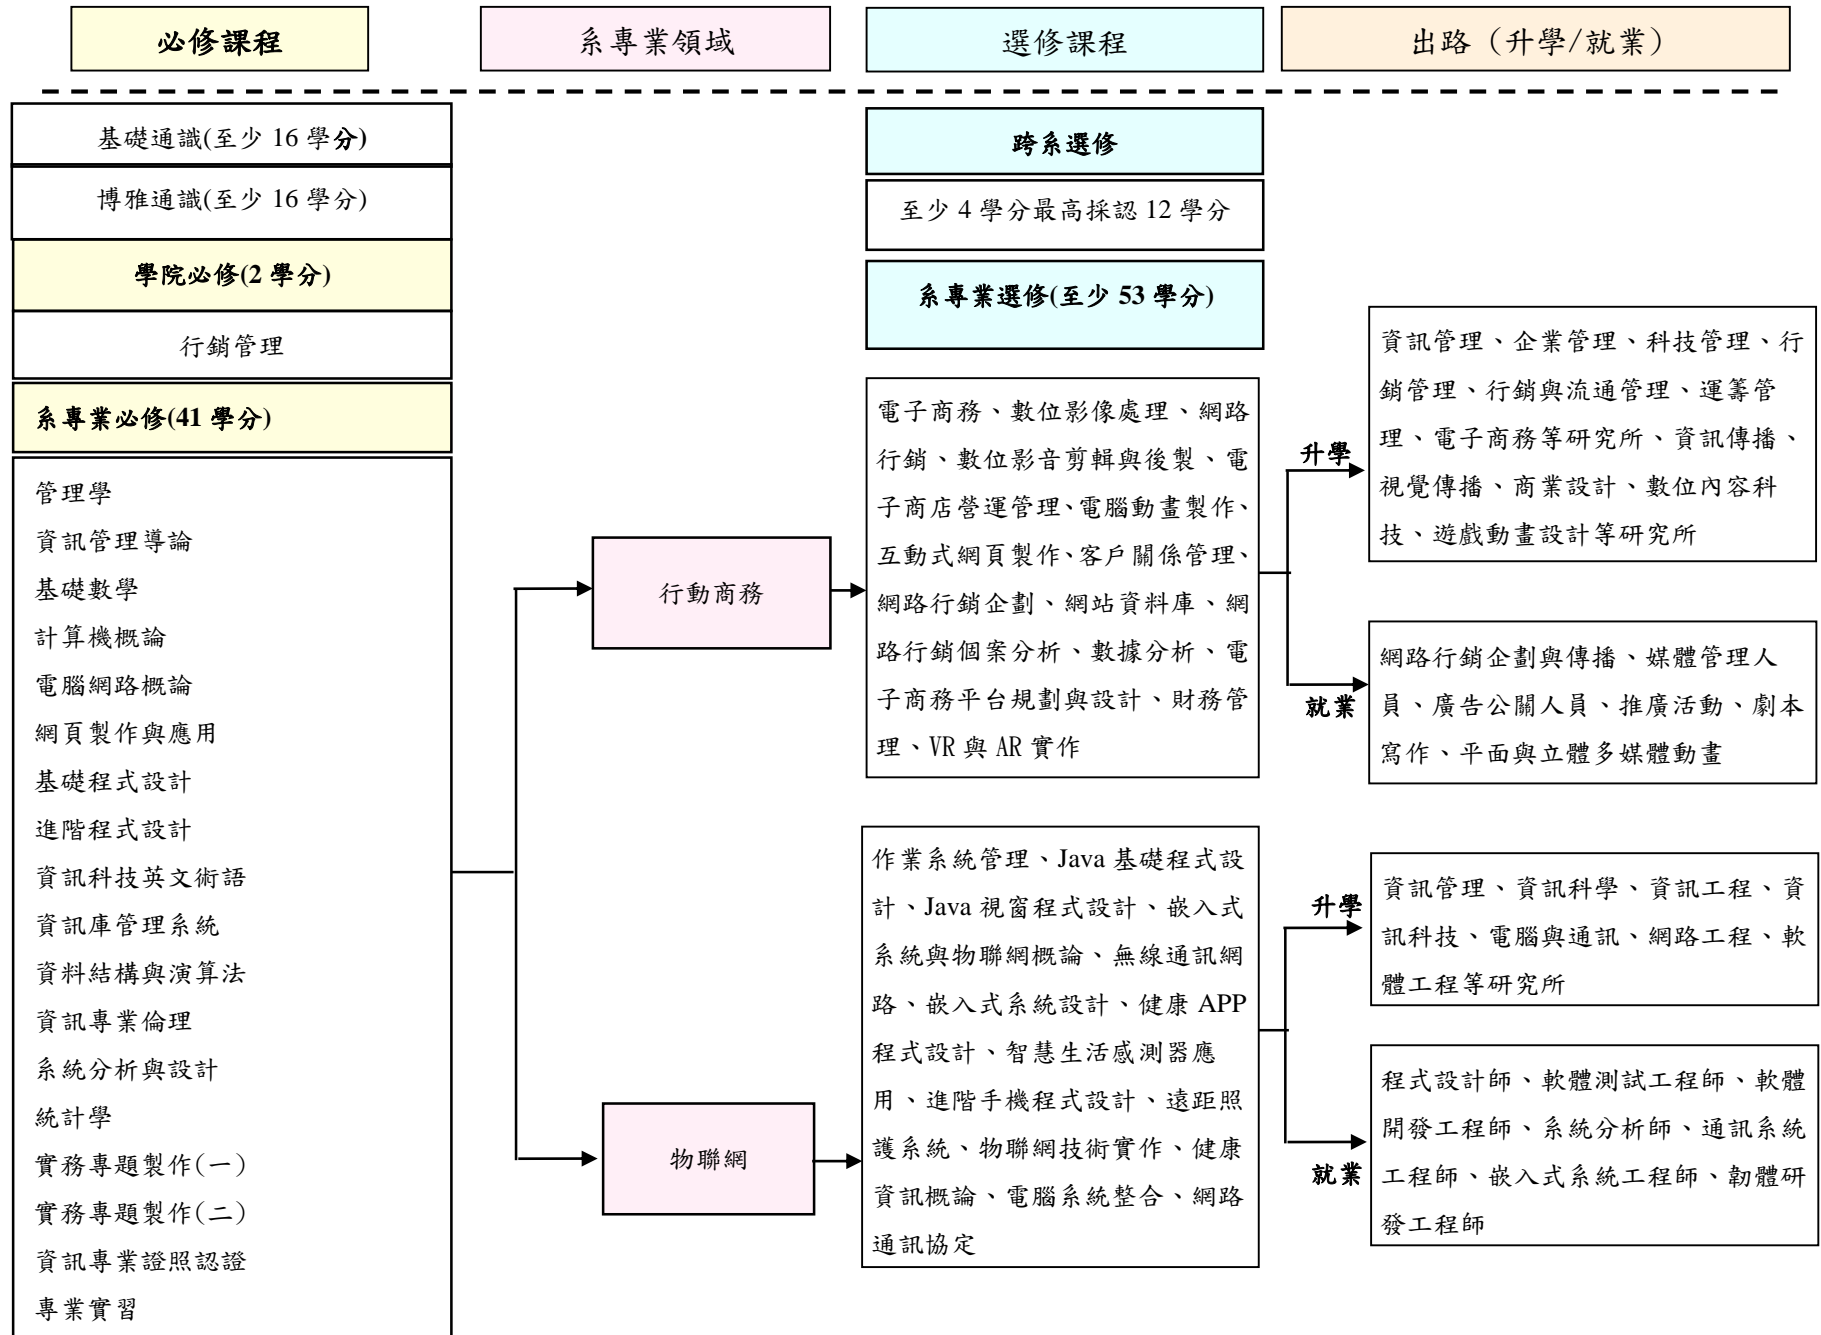 必修課程
系專業領域
選修課程
出路（升學/就業）
基礎通識(至少 16 學分)
博雅通識(至少 16 學分)
學院必修(2 學分)
行銷管理
系專業必修(41 學分)
管理學
資訊管理導論
基礎數學
計算機概論
電腦網路概論
網頁製作與應用
基礎程式設計
進階程式設計
資訊科技英文術語
資訊庫管理系統
資料結構與演算法
資訊專業倫理
系統分析與設計
統計學
實務專題製作(一)
實務專題製作(二)
資訊專業證照認證
專業實習
行動商務
物聯網
跨系選修
至少 4 學分最高採認 12 學分
系專業選修(至少 53 學分)
電子商務、數位影像處理、網路
行銷、數位影音剪輯與後製、電
子商店營運管理、電腦動畫製作、
互動式網頁製作、客戶關係管理、
網路行銷企劃、網站資料庫、網
路行銷個案分析、數據分析、電
子商務平台規劃與設計、財務管
理、VR 與 AR 實作
作業系統管理、Java 基礎程式設
計、Java 視窗程式設計、嵌入式
系統與物聯網概論、無線通訊網
路、嵌入式系統設計、健康 APP
程式設計、智慧生活感測器應
用、進階手機程式設計、遠距照
護系統、物聯網技術實作、健康
資訊概論、電腦系統整合、網路
通訊協定
升學
資訊管理、企業管理、科技管理、行
銷管理、行銷與流通管理、運籌管
理、電子商務等研究所、資訊傳播、
視覺傳播、商業設計、數位內容科
技、遊戲動畫設計等研究所
就業
網路行銷企劃與傳播、媒體管理人
員、廣告公關人員、推廣活動、劇本
寫作、平面與立體多媒體動畫
升學
資訊管理、資訊科學、資訊工程、資
訊科技、電腦與通訊、網路工程、軟
體工程等研究所
就業
程式設計師、軟體測試工程師、軟體
開發工程師、系統分析師、通訊系統
工程師、嵌入式系統工程師、韌體研
發工程師